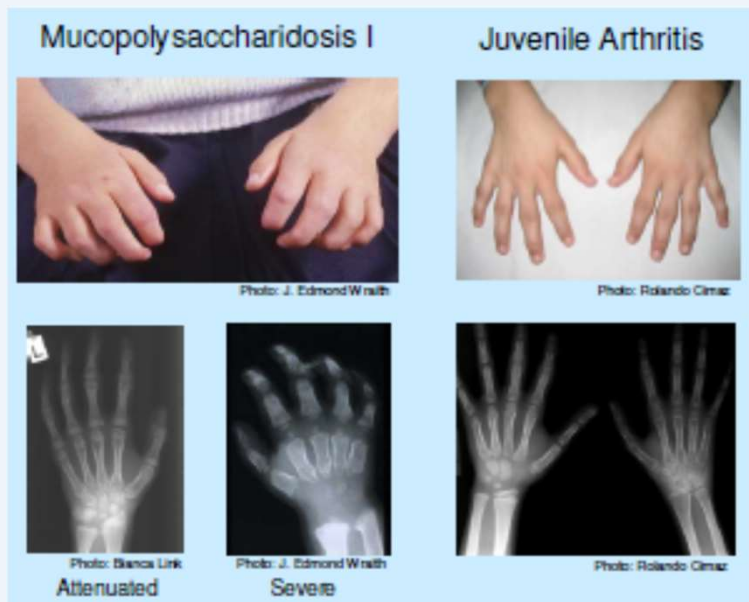 Mucopolysaccharidosis I
Juvenile Arthritis
Photo: J. Edmond Wraith
Photo: Rolando Cimaz
L
Photo: Bianca Link
Photo: J. Edmond Wraith
Photo: Rolando Cimaz
Attenuated
Severe